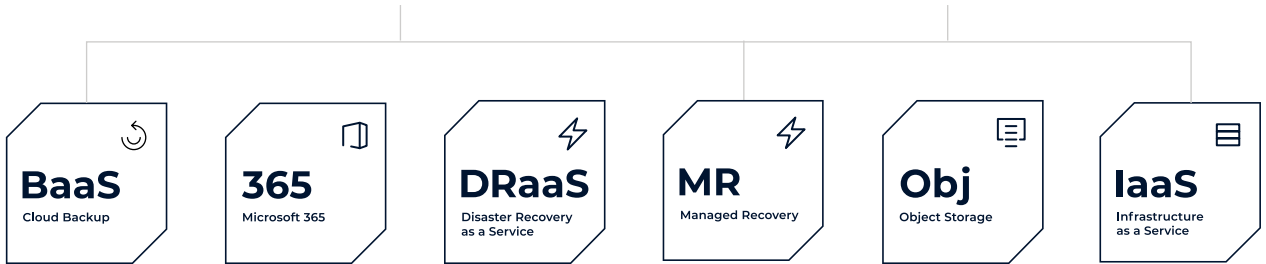 BaaS
Cloud Backup
365
Microsoft 365
DRaaS
Disaster Recovery
as a Service
MR
Managed Recovery
Obj
Object Storage
IaaS
Infrastructure
as a Service